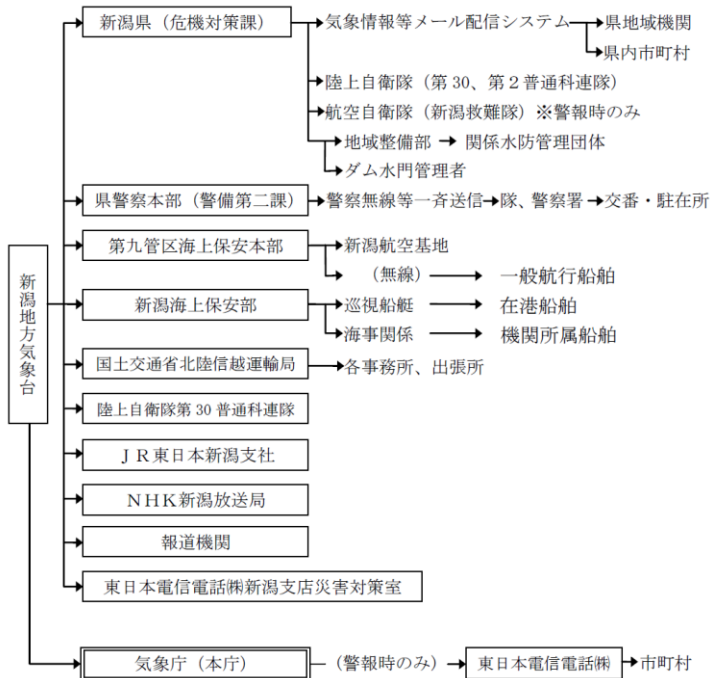 新潟県（危機対策課） 気象情報等メール配信システム 県地域機関
県内市町村
陸上自衛隊（第30、第２普通科連隊）
航空自衛隊（新潟救難隊）※警報時のみ
地域整備部 関係水防管理団体
ダム水門管理者
県警察本部（警備第二課） 警察無線等一斉送信 隊、警察署 交番・駐在所
第九管区海上保安本部 新潟航空基地
（無線） 一般航行船舶
新潟地方気象台
新潟海上保安部 巡視船艇 在港船舶
海事関係 機関所属船舶
国土交通省北陸信越運輸局 各事務所、出張所
陸上自衛隊第30普通科連隊
ＪＲ東日本新潟支社
ＮＨＫ新潟放送局
報道機関
東日本電信電話㈱新潟支店災害対策室
気象庁（本庁） （警報時のみ） 東日本電信電話㈱ 市町村